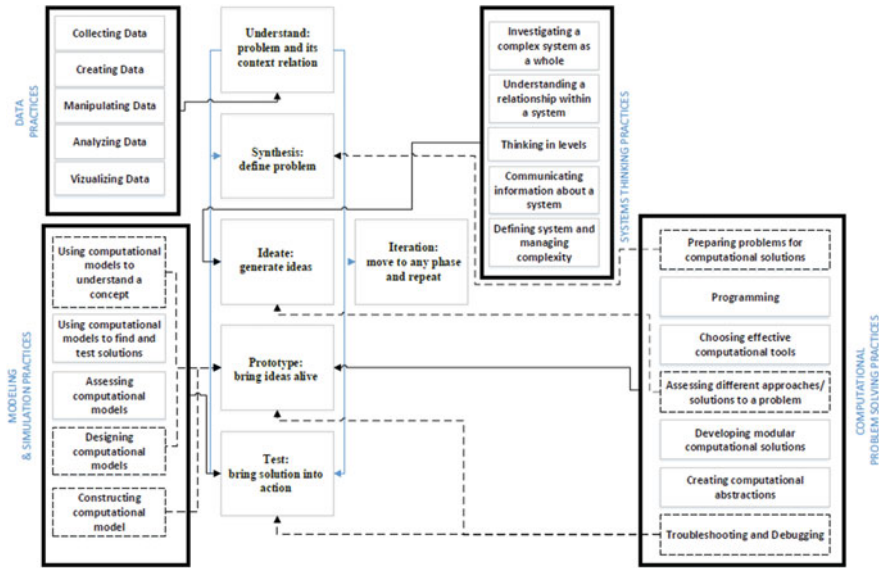 DATA
PRACTICES
Collecting Data
Creating Data
Manipulating Data
Analyzing Data
Vizualizing Data
MODELING
& SIMULATION PRACTICES
Using computational
models to
understand a
concept
Using computational
models to find and
test solutions
Assessing
computational
models
Designing
computational
models
Constructing
computational
model
Understand:
problem and its
context relation
Synthesis:
define problem
Ideate:
generate ideas
Prototype:
bring ideas alive
Test:
bring solution into
action
Iteration:
move to any phase
and repeat
Investigating a
complex system as
a whole
Understanding a
relationship within
a system
Thinking in levels
Communicating
information about a
system
Defining system and
managing
complexity
SYSTEMS THINKING PRACTICES
Preparing problems for
computational solutions
Programming
Choosing effective
computational tools
Assessing different approaches/
solutions to a problem
Developing modular
computational solutions
Creating computational
abstractions
Troubleshooting and Debugging
COMPUTATIONAL
PROBLEM SOLVING PRACTICES